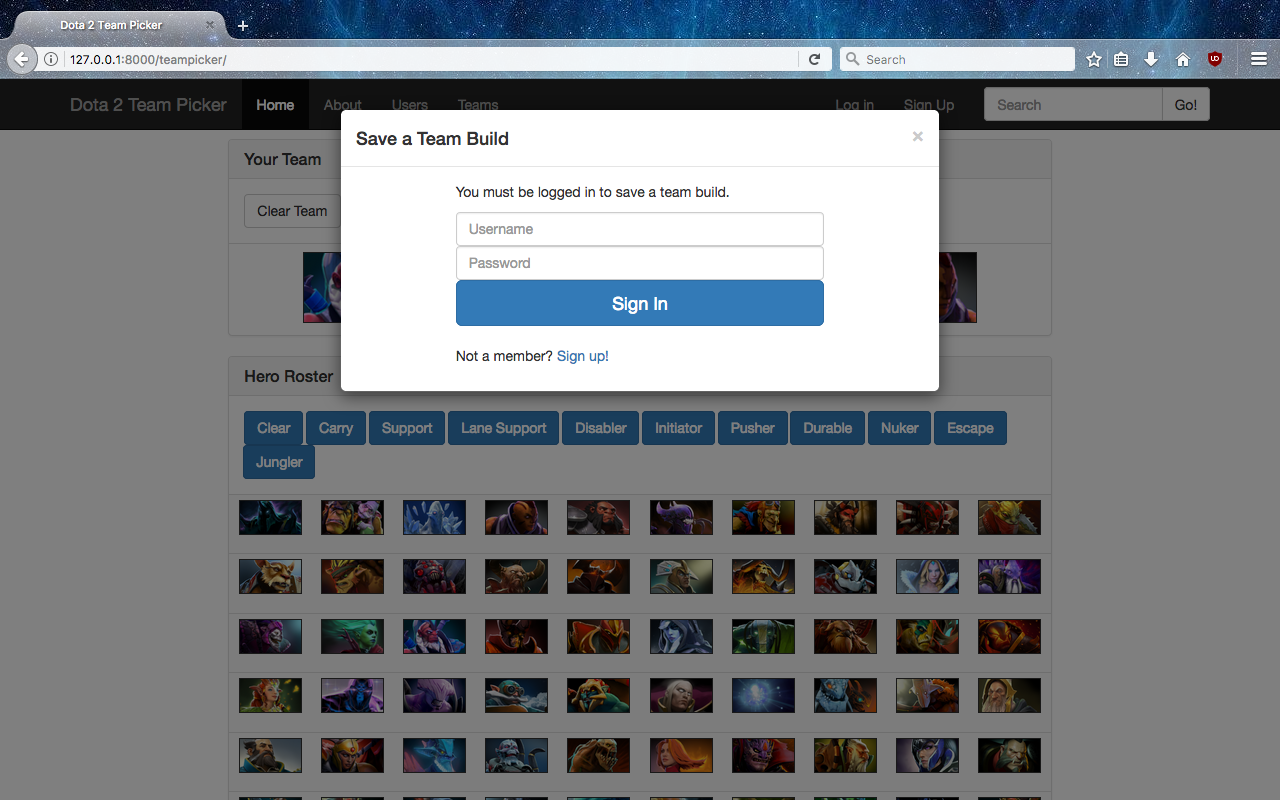 Dota 2 Team Picker
127.0.0.1:8000/teampicker/
Search
Dota 2 Team Picker Home About Users Teams Log in Sign Up Search Go!
Save a Team Build ×
Your Team
You must be logged in to save a team build.
Clear Team
Username
Password
Sign In
Not a member? Sign up!
Hero Roster
Clear Carry Support Lane Support Disabler Initiator Pusher Durable Nuker Escape
Jungler